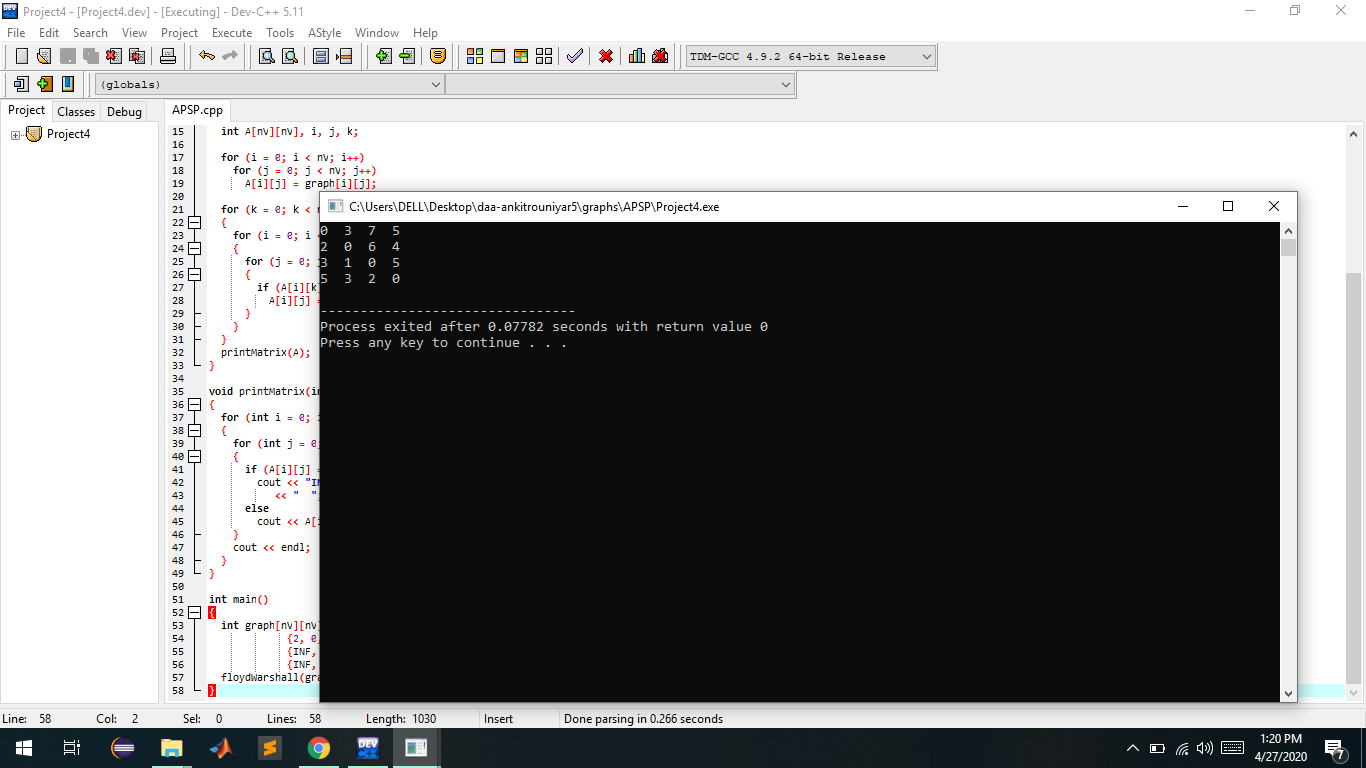 Project4 - [Project4.dev] - [Executing] - Dev-C++ 5.11
File Edit Search View Project Execute Tools AStyle Window Help
TDM-GCC 4.9.2 64-bit Release
(globals)
Project Classes Debug
APSP.cpp
Project4
15 int A[nV][nV], i, j, k;
16
17 for (i = 0; i < nV; i++)
18 for (j = 0; j < nV; j++)
19 A[i][j] = graph[i][j];
20
21 for (k = 0; k <
22 {
23 for (i = 0; i
24 {
25 for (j = 0;
26 {
27 if (A[i][k]
28 A[i][j] =
29 }
30 }
31 }
32 printMatrix(A);
33 }
34
35 void printMatrix(
36 {
37 for (int i = 0;
38 {
39 for (int j = 0
40 {
41 if (A[i][j] =
42 cout << "I
43 << "  "
44 else
45 cout << A[
46 }
47 cout << endl;
48 }
49 }
50
51 int main()
52 {
53 int graph[nV][nV]
54 {2, 0
55 {INF,
56 {INF,
57 floydWarshall(gra
58 }
C:\Users\DELL\Desktop\daa-ankitrouniyar5\graphs\APSP\Project4.exe
0 3 7 5
2 0 6 4
3 1 0 5
5 3 2 0
--------------------------------
Process exited after 0.07782 seconds with return value 0
Press any key to continue . . .
Line: 58 Col: 2 Sel: 0 Lines: 58 Length: 1030 Insert Done parsing in 0.266 seconds
DEV
1:20 PM
4/27/2020
7